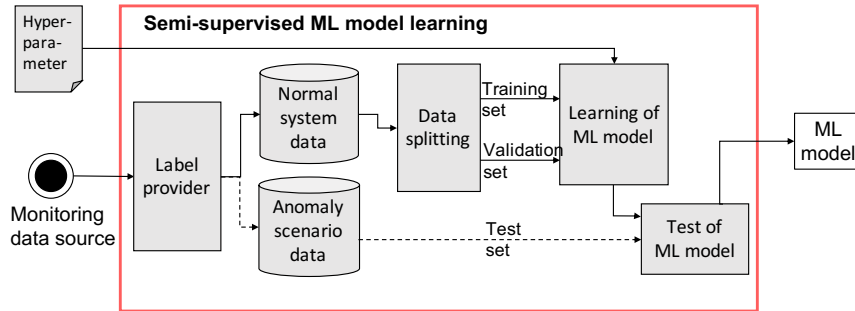 Semi-supervised ML model learning
Hyper-
para-
meter
Normal
system
data
Data
splitting
Training
set
Validation
set
Learning of
ML model
ML
model
Label
provider
Monitoring
data source
Anomaly
scenario
data
Test
set
Test of
ML model